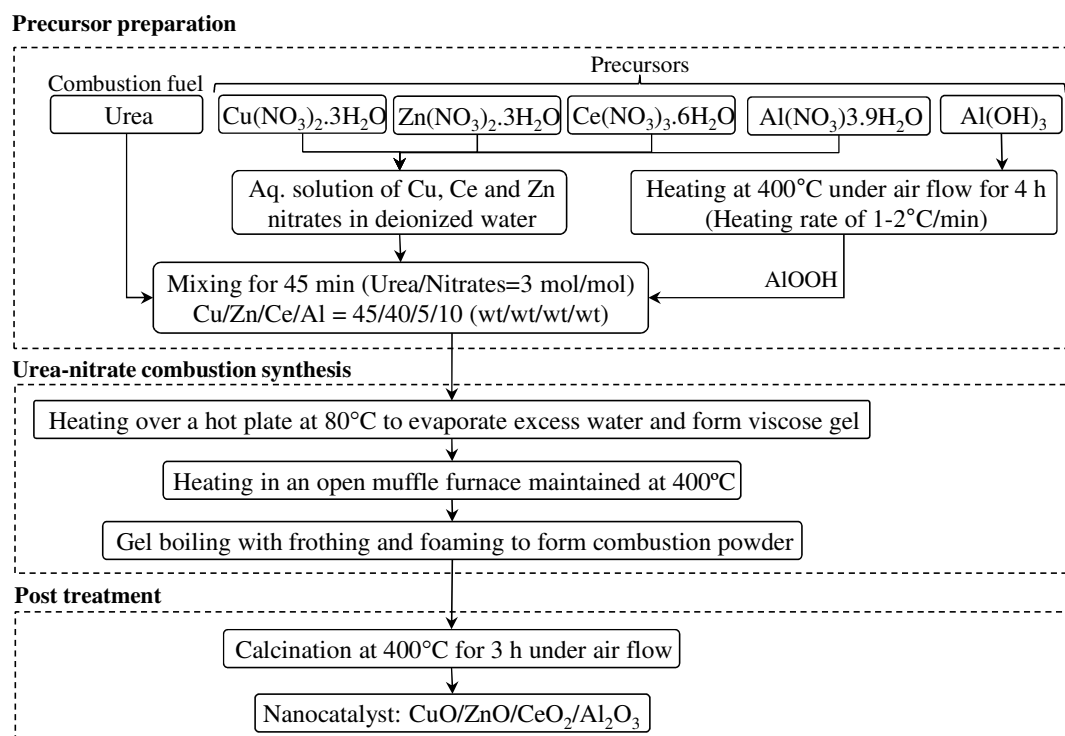 Precursor preparation
Precursors
Combustion fuel
Urea
Cu(NO₃)₂.3H₂O
Zn(NO₃)₂.3H₂O
Ce(NO₃)₃.6H₂O
Al(NO₃)3.9H₂O
Al(OH)₃
Aq. solution of Cu, Ce and Zn
nitrates in deionized water
Heating at 400°C under air flow for 4 h
(Heating rate of 1-2°C/min)
AlOOH
Mixing for 45 min (Urea/Nitrates=3 mol/mol)
Cu/Zn/Ce/Al = 45/40/5/10 (wt/wt/wt/wt)
Urea-nitrate combustion synthesis
Heating over a hot plate at 80°C to evaporate excess water and form viscose gel
Heating in an open muffle furnace maintained at 400ºC
Gel boiling with frothing and foaming to form combustion powder
Post treatment
Calcination at 400°C for 3 h under air flow
Nanocatalyst: CuO/ZnO/CeO₂/Al₂O₃